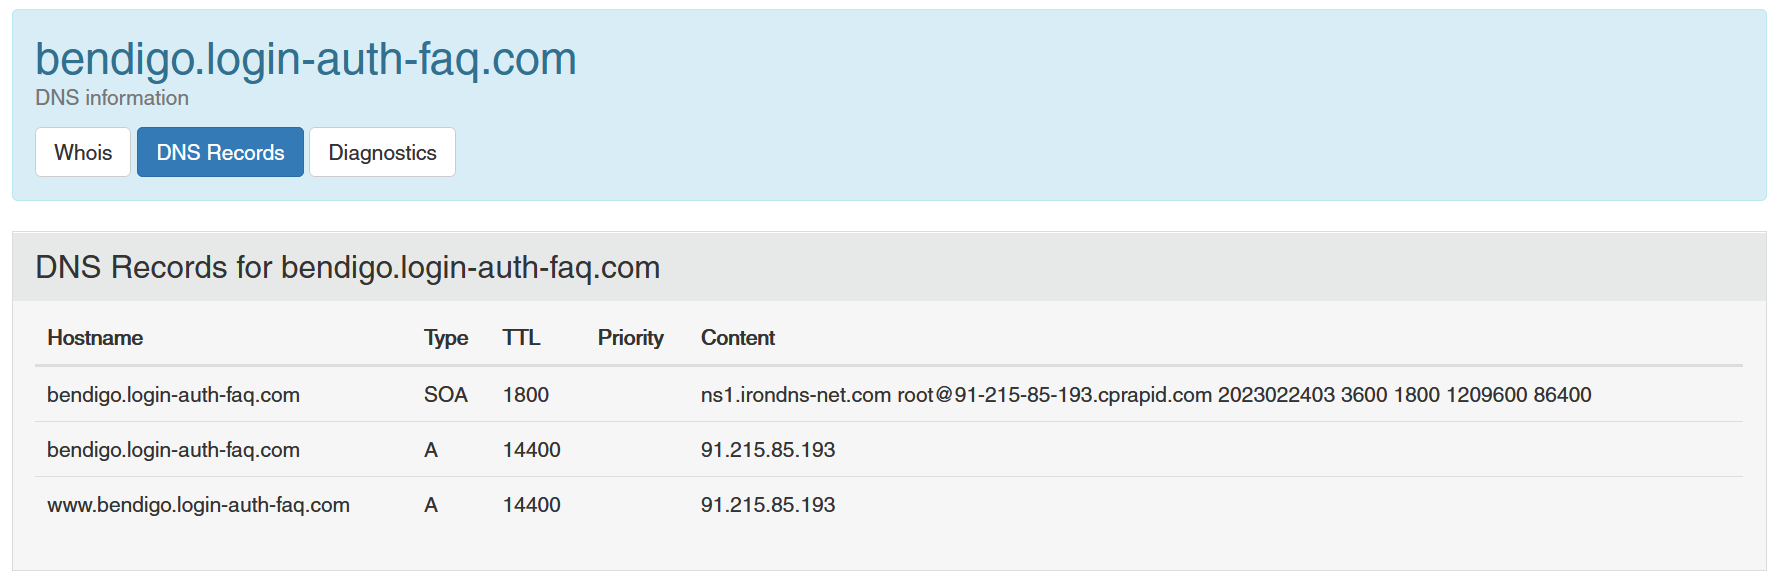 bendigo.login-auth-faq.com
DNS information
Whois DNS Records Diagnostics
DNS Records for bendigo.login-auth-faq.com
Hostname Type TTL Priority Content
bendigo.login-auth-faq.com SOA 1800 ns1.irondns-net.com root@91-215-85-193.cprapid.com 2023022403 3600 1800 1209600 86400
bendigo.login-auth-faq.com A 14400 91.215.85.193
www.bendigo.login-auth-faq.com A 14400 91.215.85.193